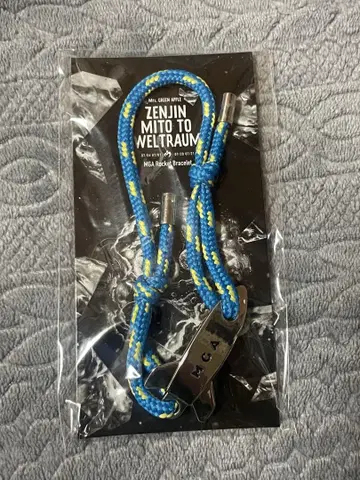 Mrs. GREEN APPLE
ZENJIN
MITO TO
WELTRAUM
MGA Rocket Bracelet
MGA